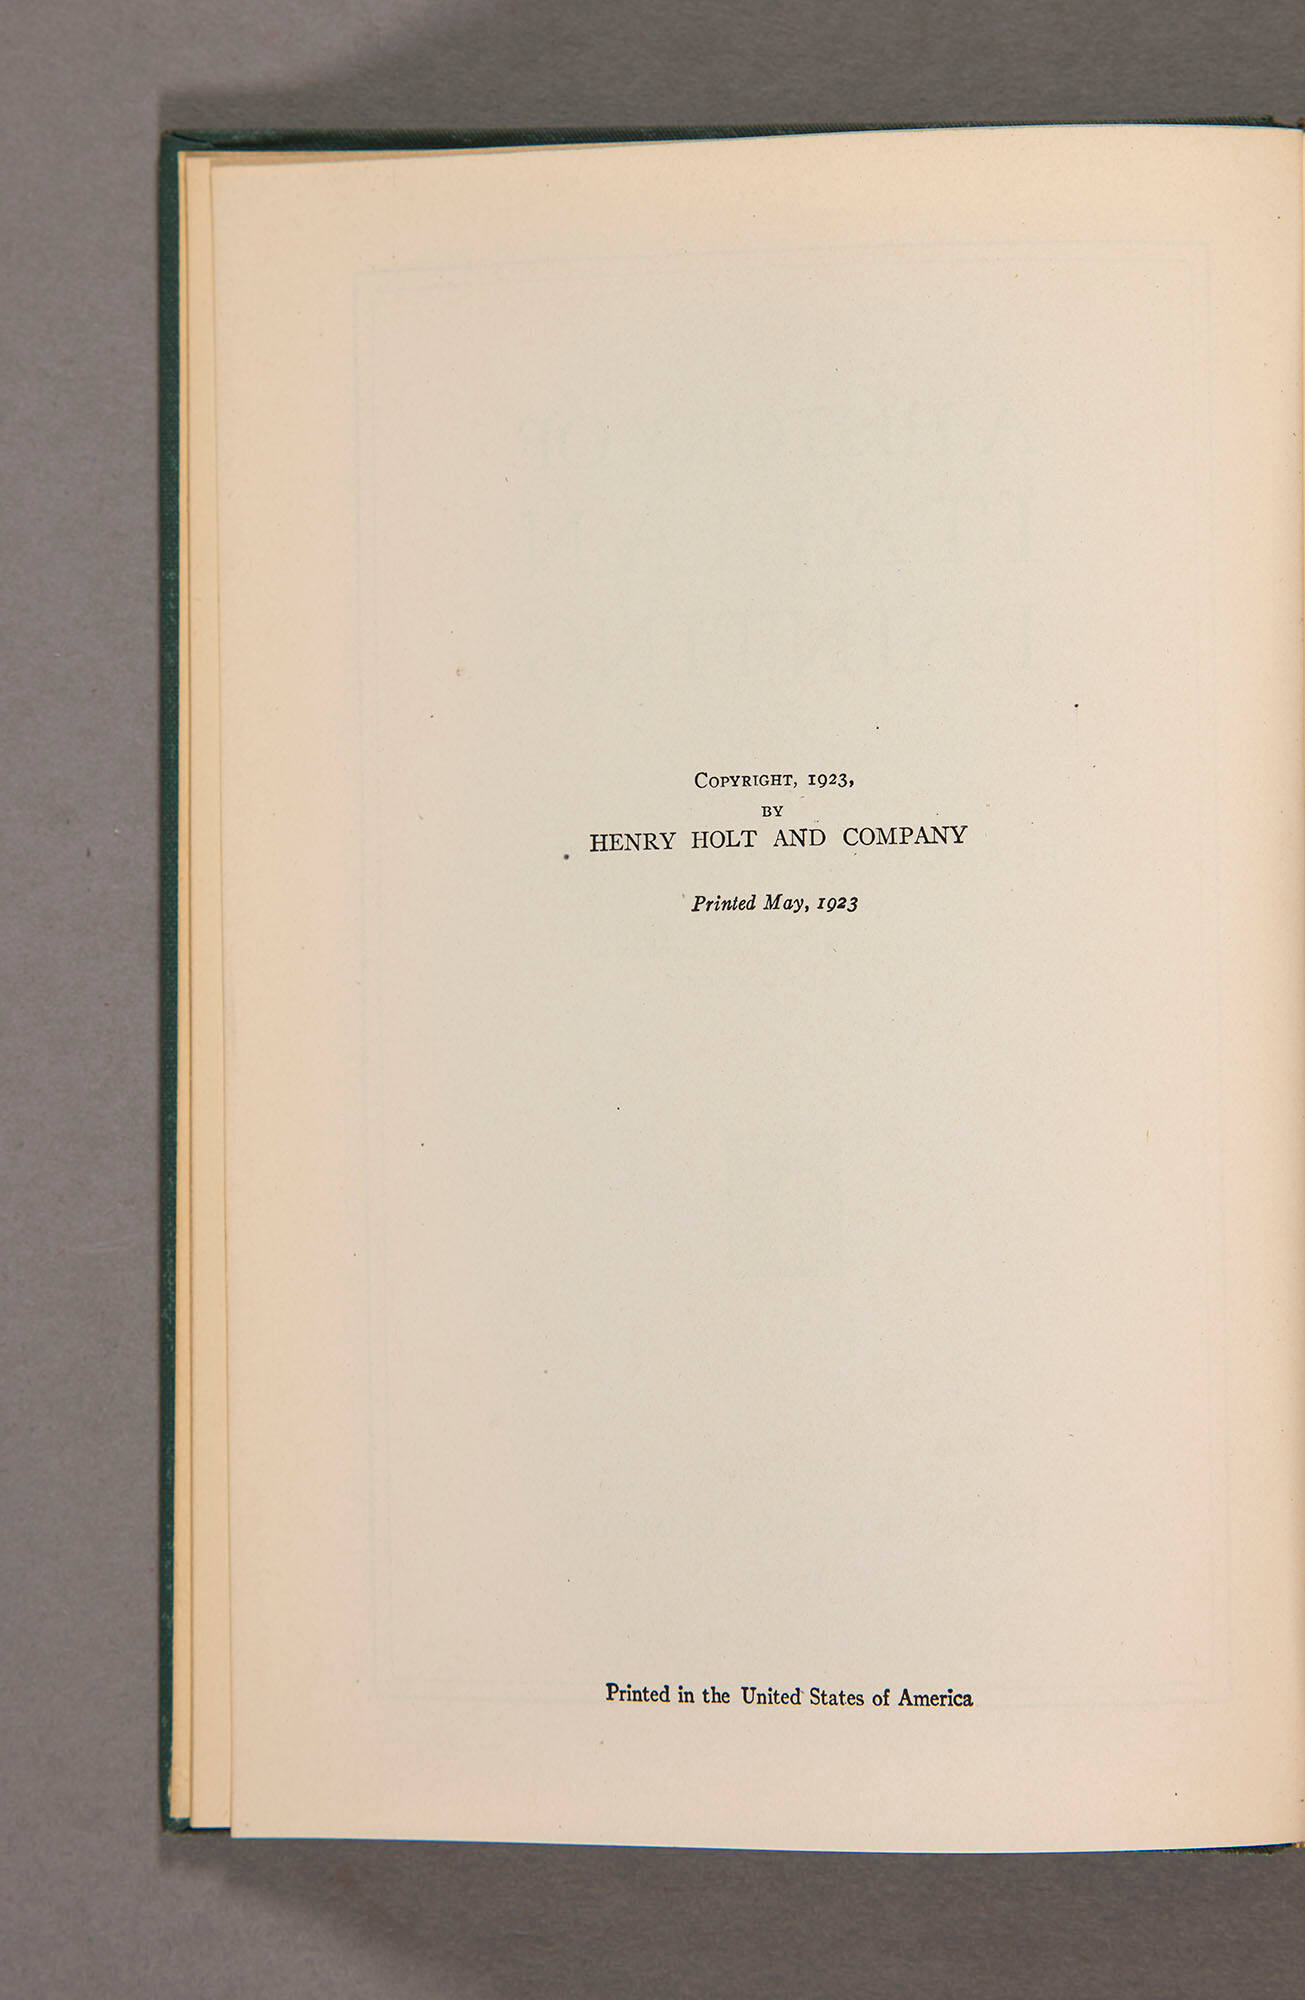 COPYRIGHT, 1923,
BY
HENRY HOLT AND COMPANY
Printed May, 1923
Printed in the United States of America